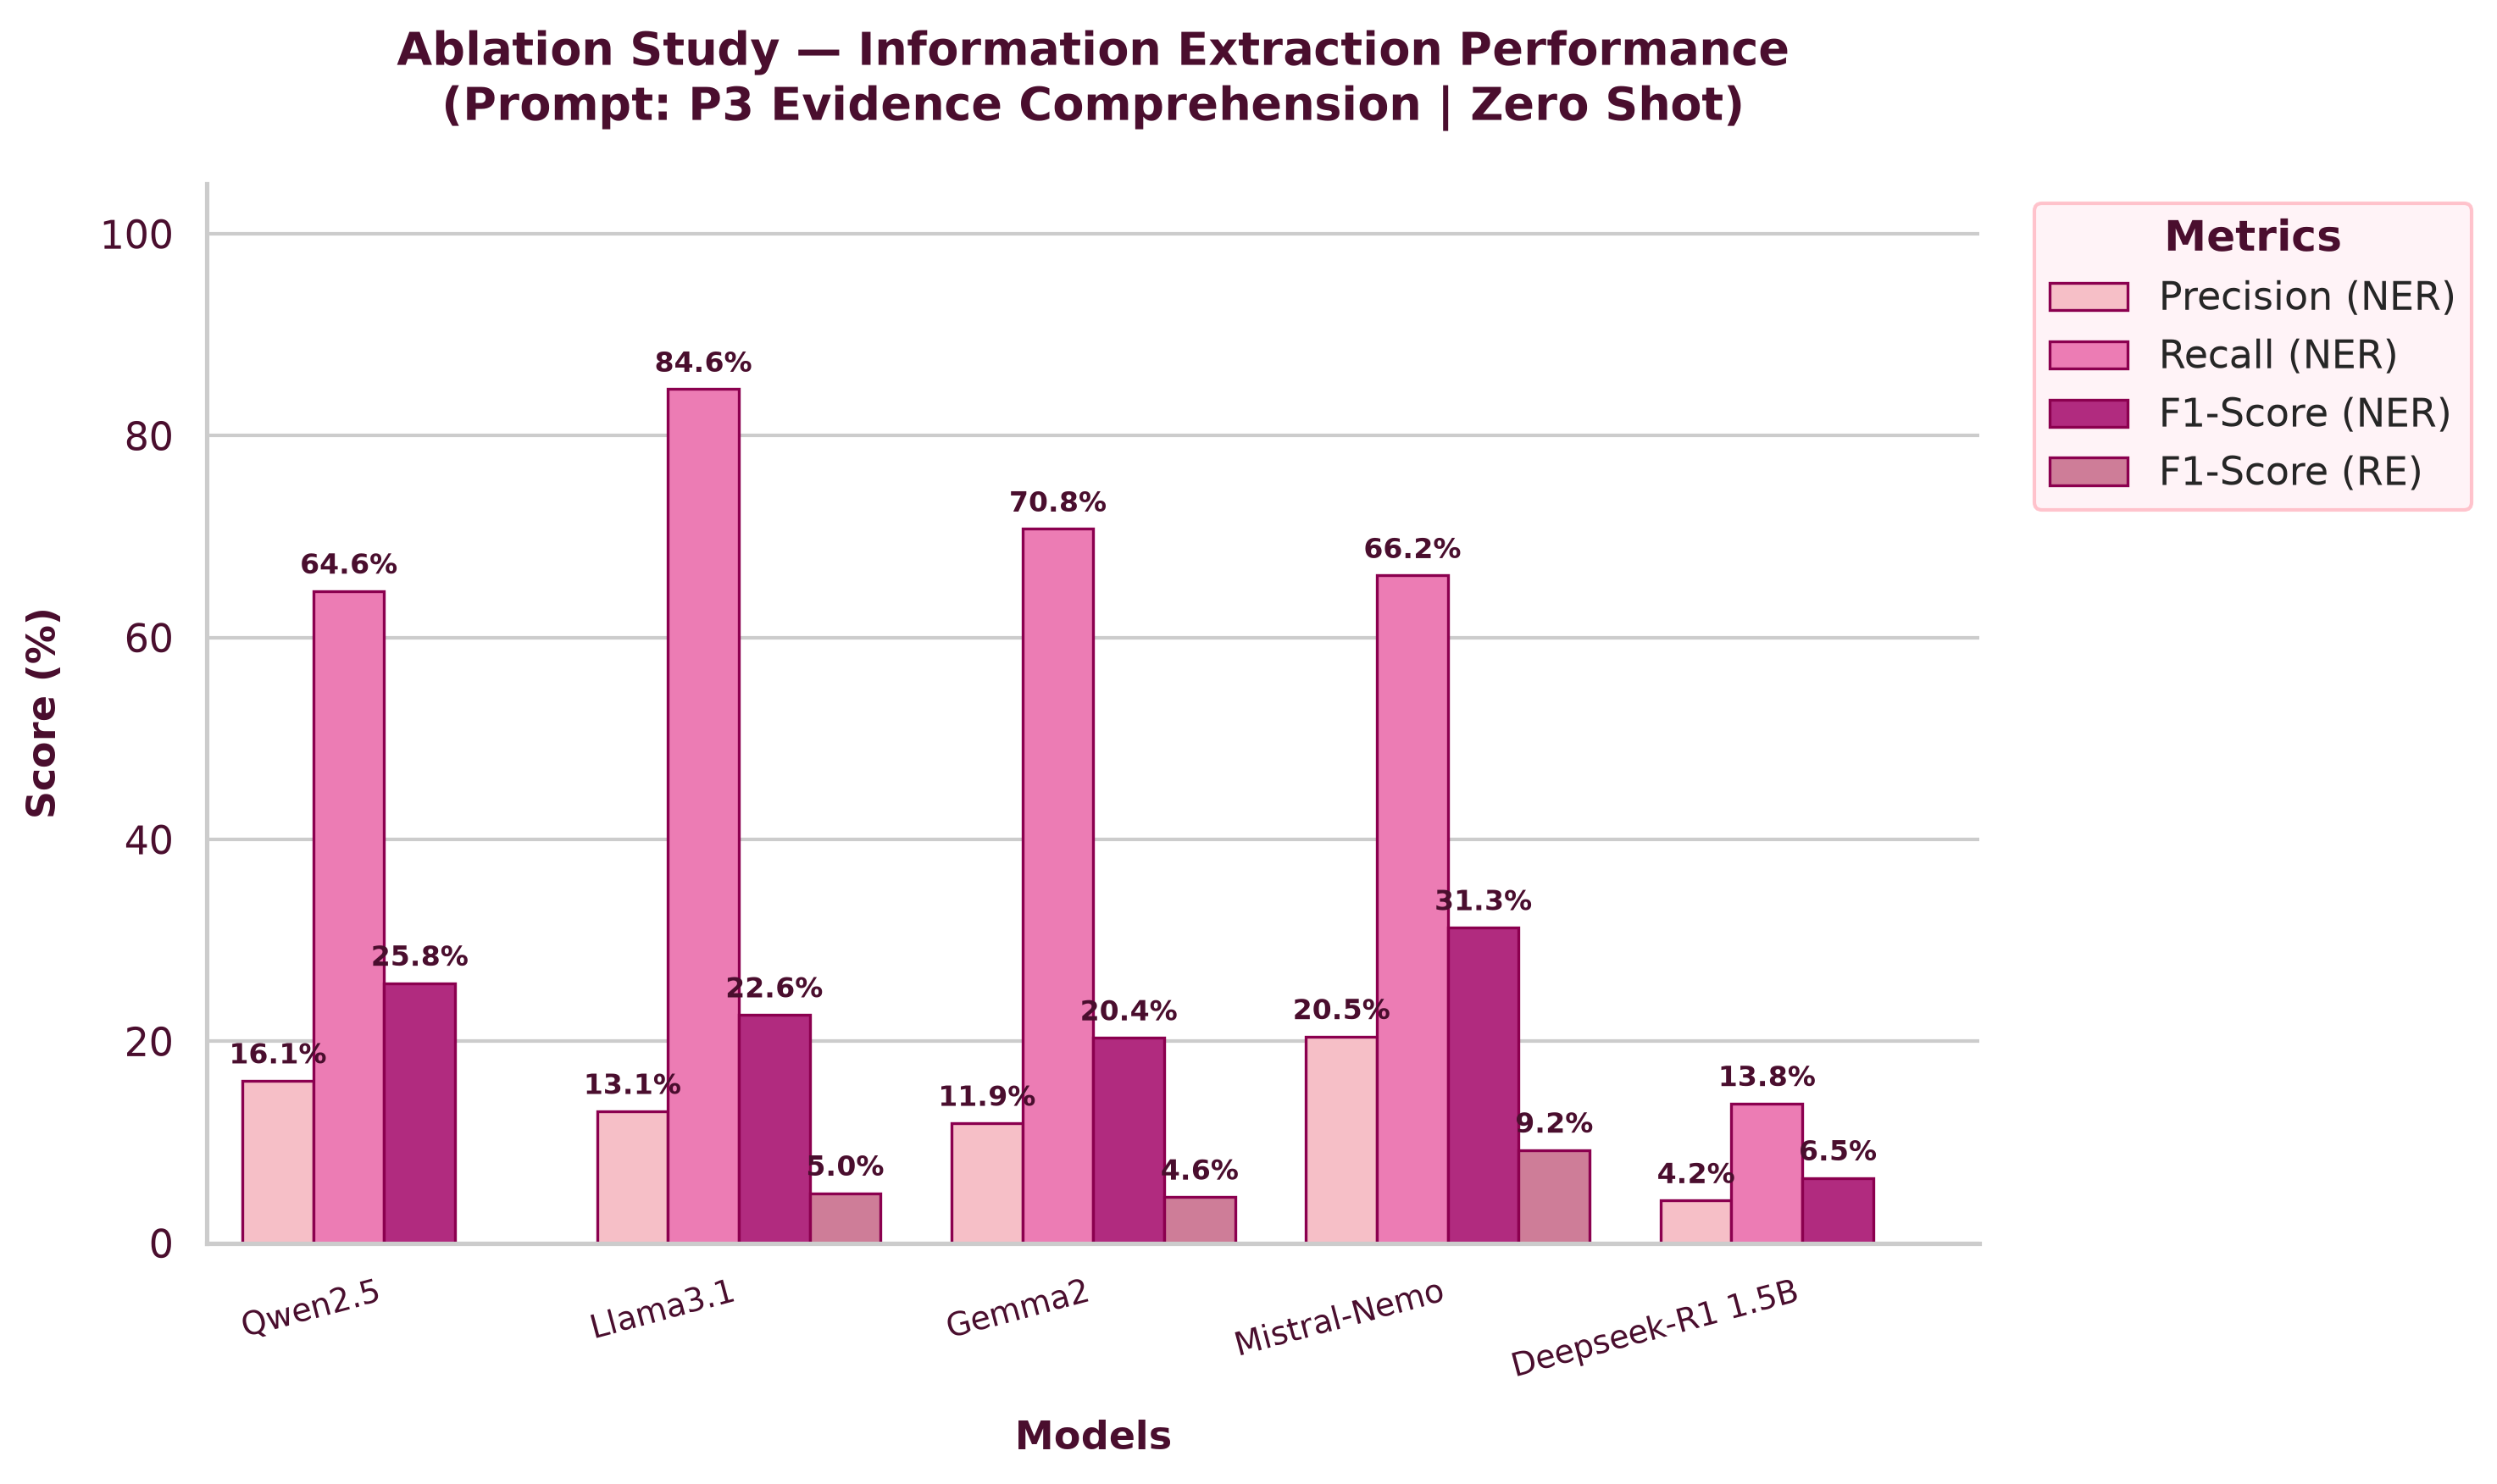 Ablation Study — Information Extraction Performance
(Prompt: P3 Evidence Comprehension | Zero Shot)
Metrics
Precision (NER)
Recall (NER)
F1-Score (NER)
F1-Score (RE)
Score (%)
100
80
60
40
20
0
16.1%
64.6%
25.8%
13.1%
84.6%
22.6%
5.0%
11.9%
70.8%
20.4%
4.6%
20.5%
66.2%
31.3%
9.2%
4.2%
13.8%
6.5%
Qwen2.5
Llama3.1
Gemma2
Mistral-Nemo
Deepseek-R1 1.5B
Models